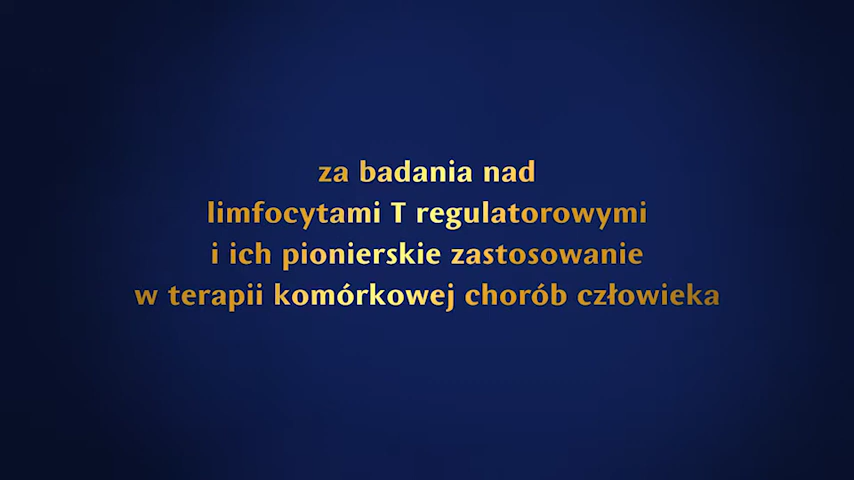 za badania nad
limfocytami T regulatorowymi
i ich pionierskie zastosowanie
w terapii komórkowej chorób człowieka